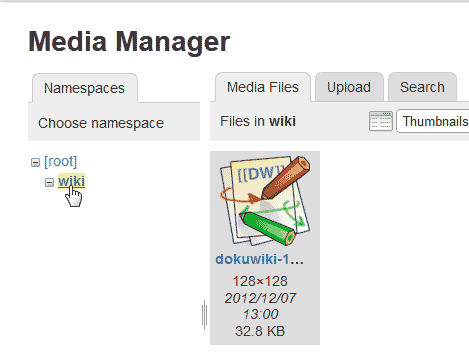 Media Manager
Namespaces
Media Files
Upload
Search
Choose namespace
Files in wiki
Thumbnails
[root]
wiki
[[DW]]
dokuwiki-1...
128×128
2012/12/07
13:00
32.8 KB